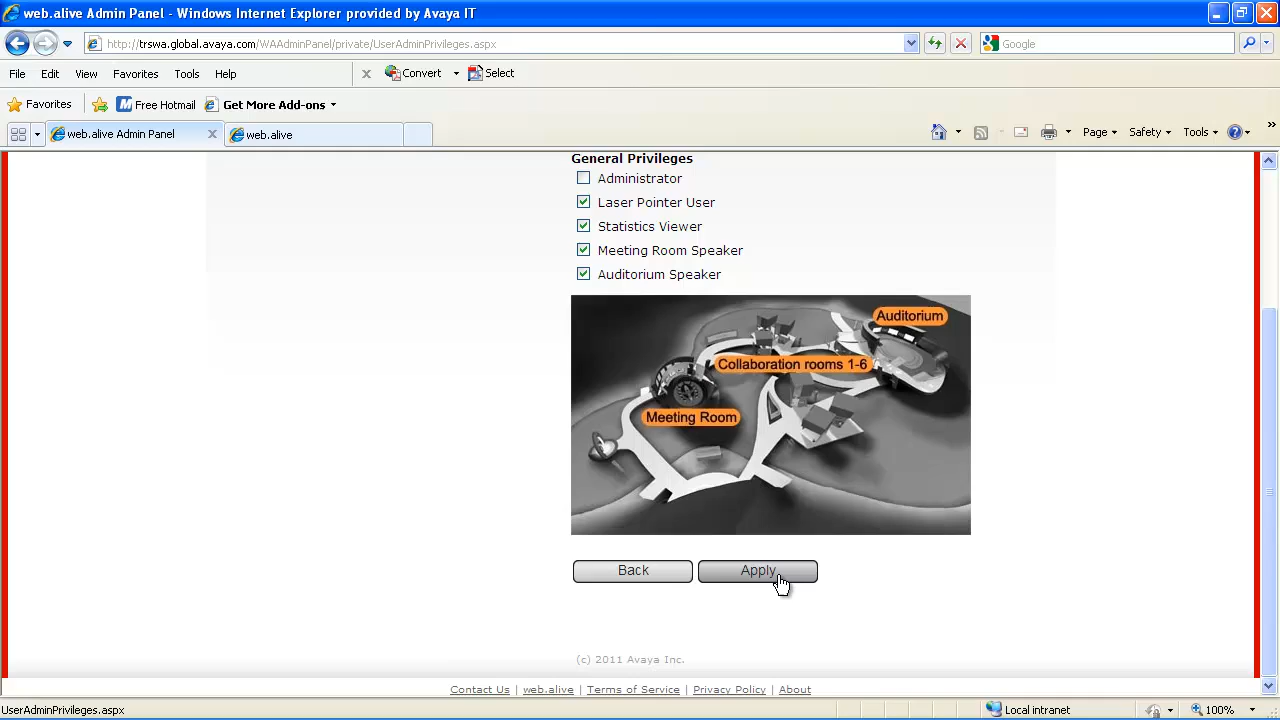 web.alive Admin Panel - Windows Internet Explorer provided by Avaya IT
http://trswa.global.avaya.com/WAAdminPanel/private/UserAdminPrivileges.aspx
Google
File Edit View Favorites Tools Help
Convert Select
Favorites Free Hotmail Get More Add-ons
web.alive Admin Panel web.alive
Page Safety Tools
General Privileges
Administrator
Laser Pointer User
Statistics Viewer
Meeting Room Speaker
Auditorium Speaker
Auditorium
Collaboration rooms 1-6
Meeting Room
Back Apply
(c) 2011 Avaya Inc.
Contact Us | web.alive | Terms of Service | Privacy Policy | About
UserAdminPrivileges.aspx Local intranet 100%